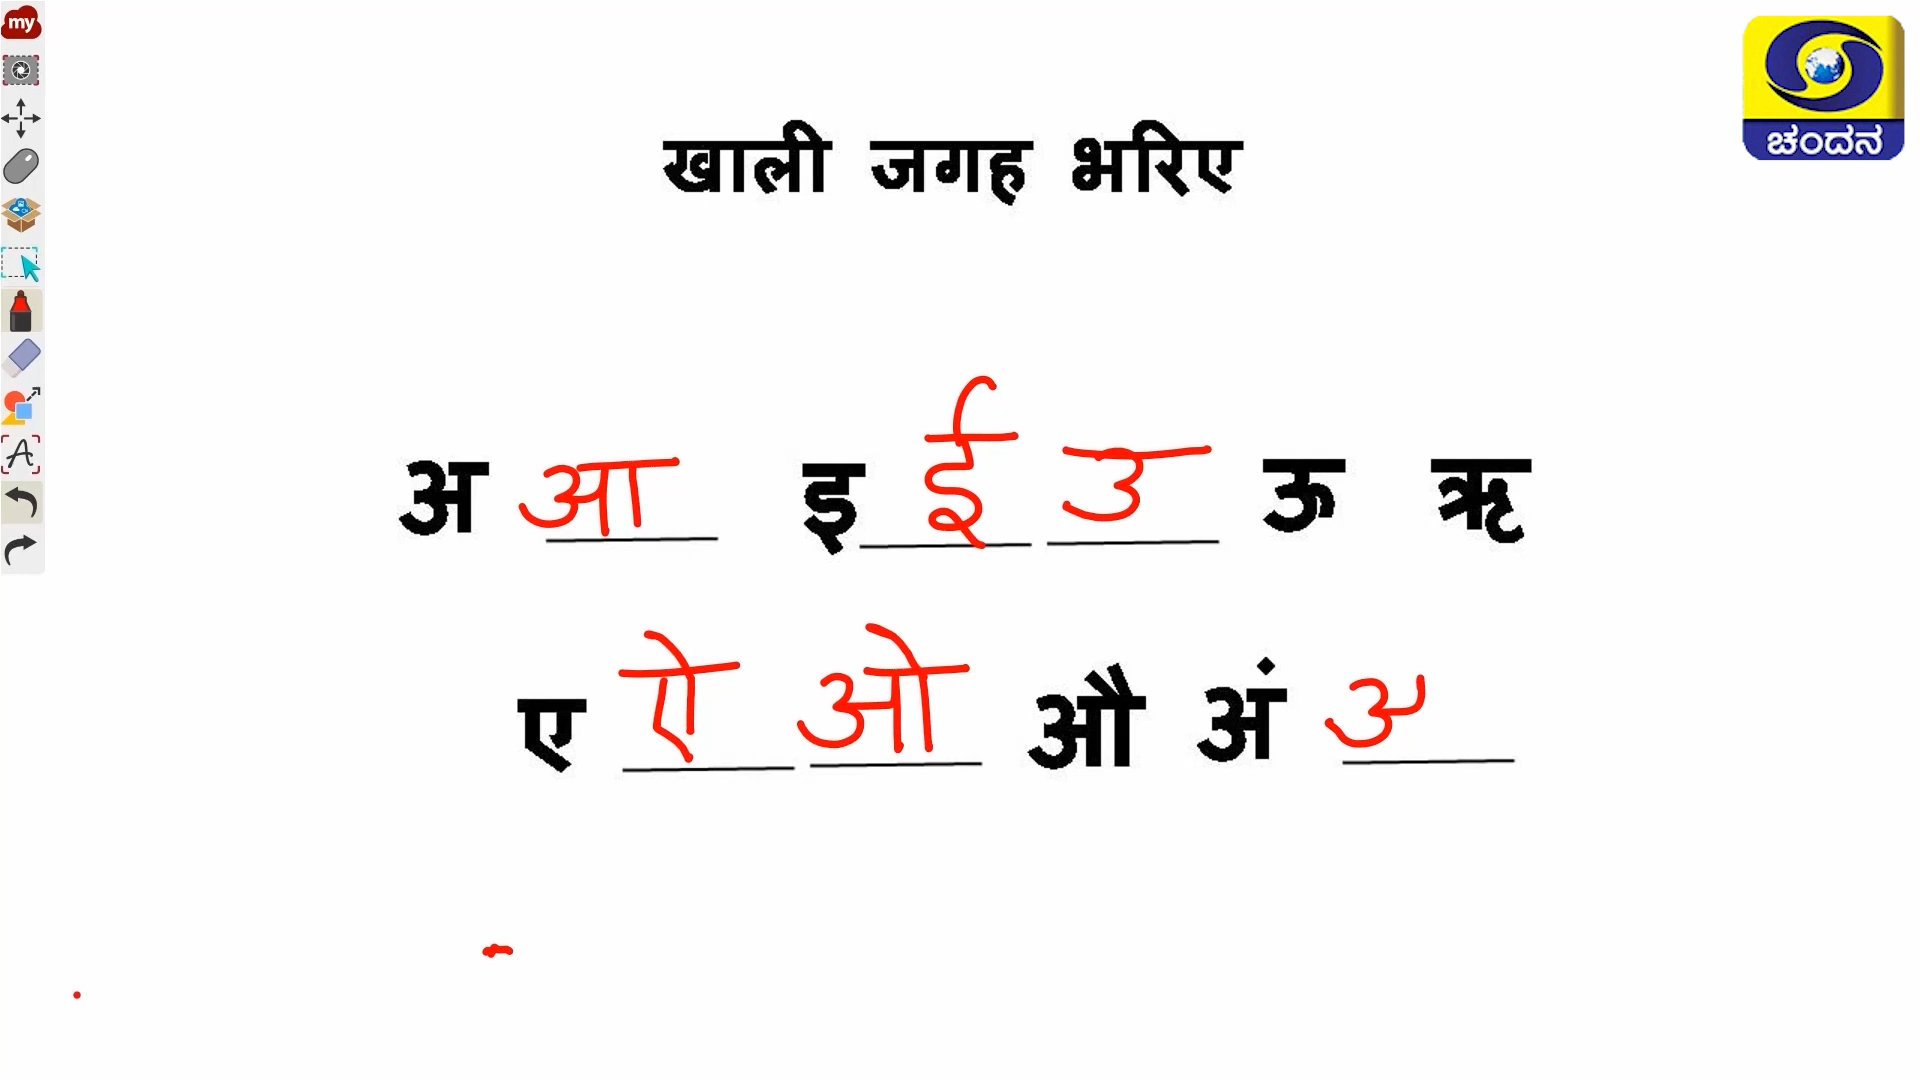 my
ಚಂದನ
खाली जगह भरिए
अ आ इ ई उ ऊ ऋ
ए ऐ ओ औ अं